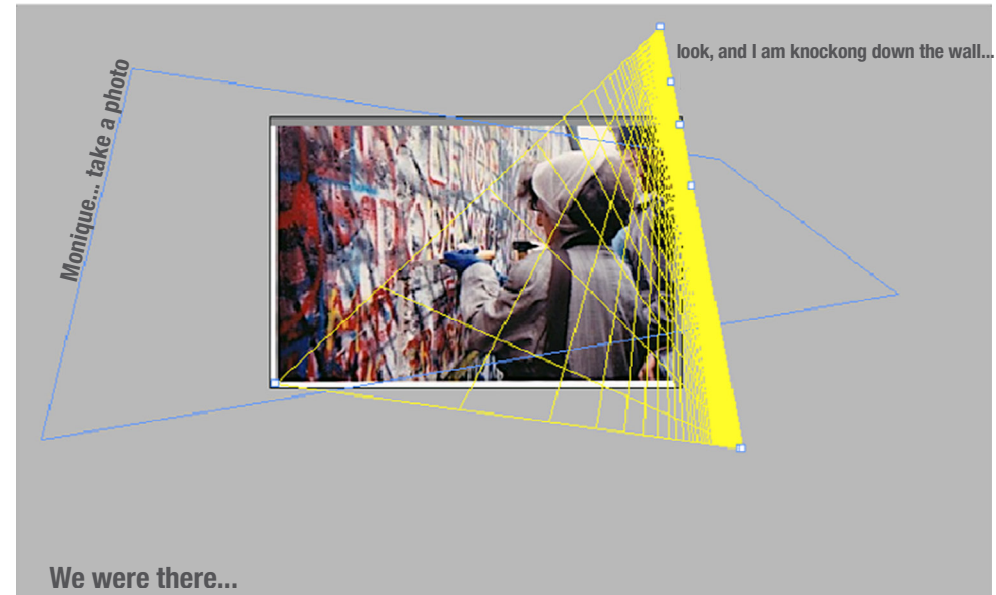 look, and I am knockong down the wall...
Monique... take a photo
We were there...